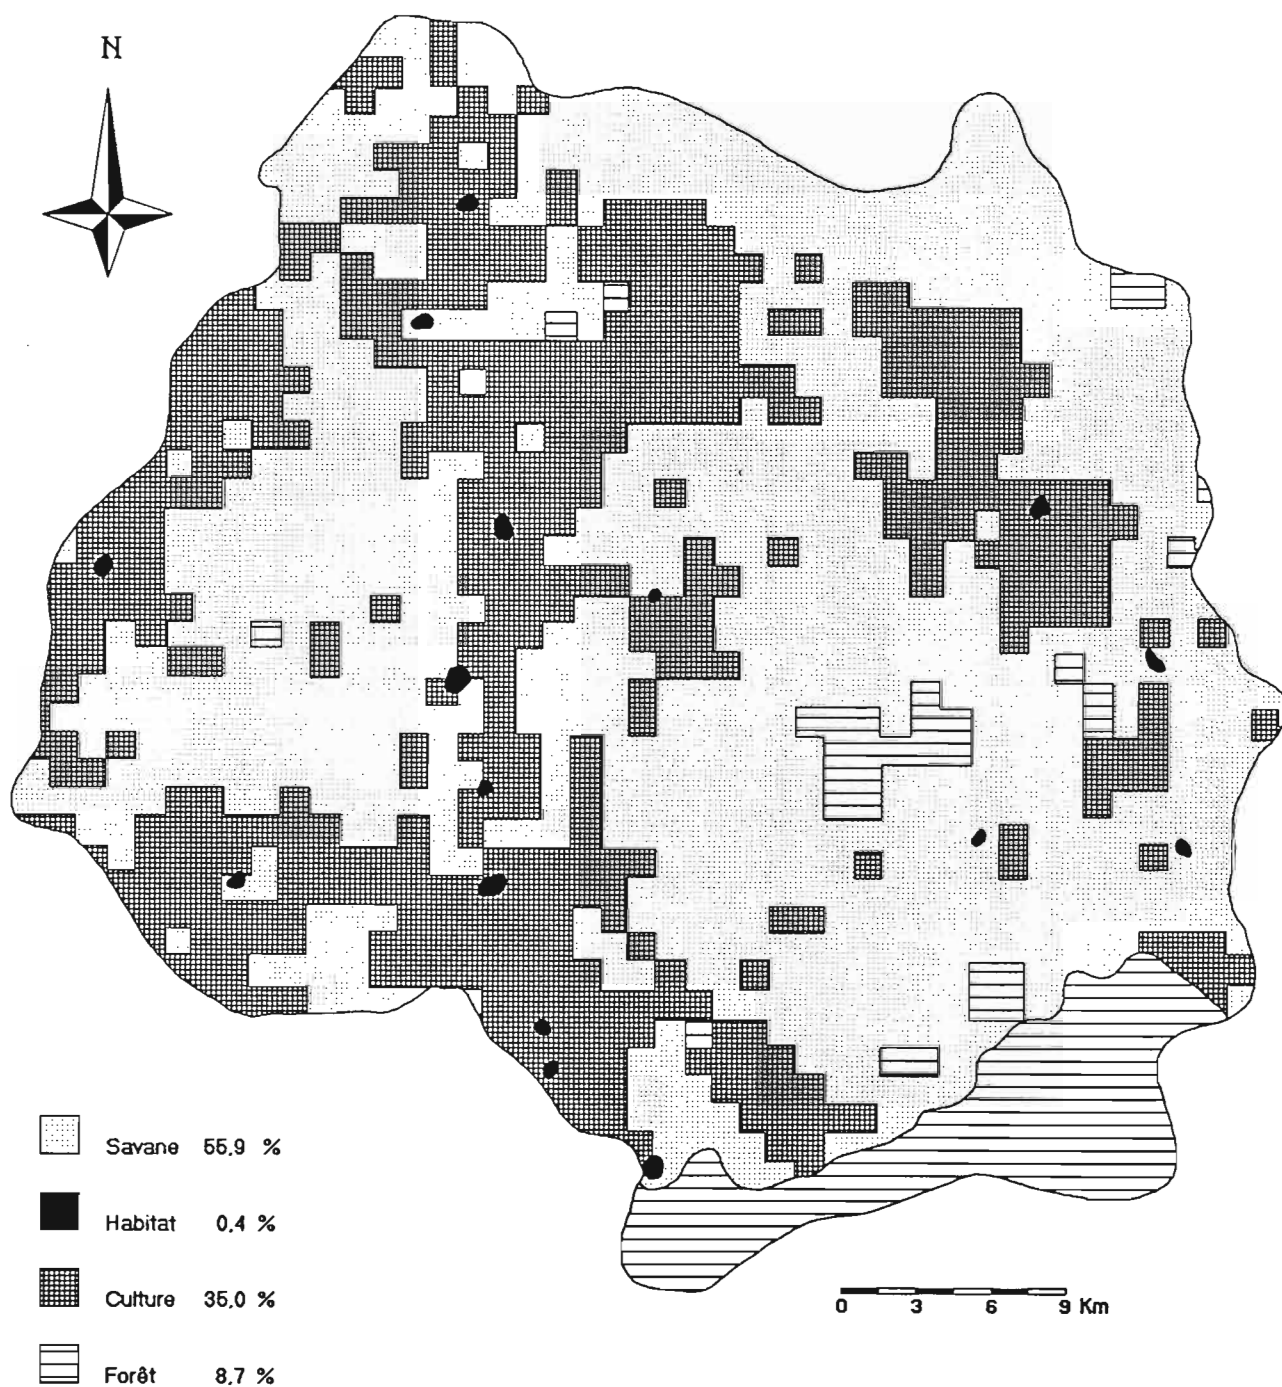 N
Savane 55,9 %
Habitat 0,4 %
Culture 35,0 %
Forêt 8,7 %
0 3 6 9 Km